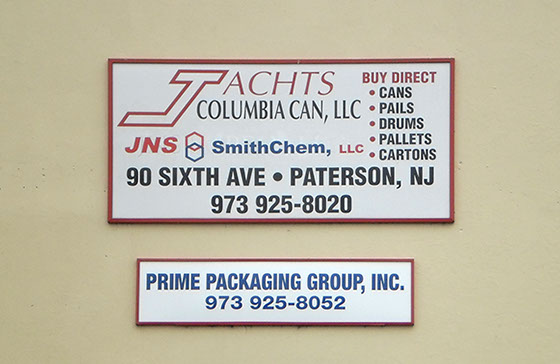 JACHTS
COLUMBIA CAN, LLC
JNS SmithChem, LLC
BUY DIRECT
• CANS
• PAILS
• DRUMS
• PALLETS
• CARTONS
90 SIXTH AVE • PATERSON, NJ
973 925-8020
PRIME PACKAGING GROUP, INC.
973 925-8052